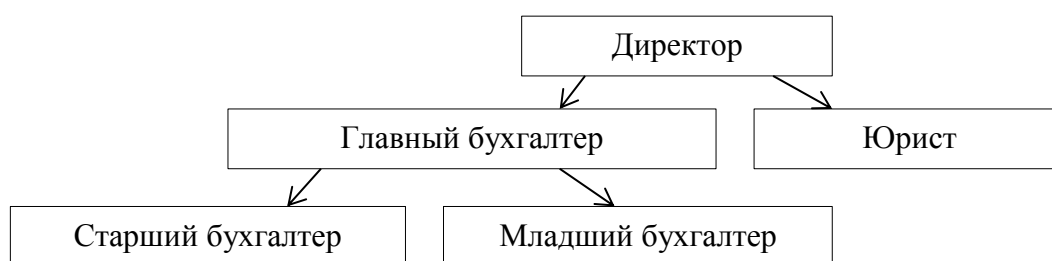 Директор
Главный бухгалтер
Юрист
Старший бухгалтер
Младший бухгалтер